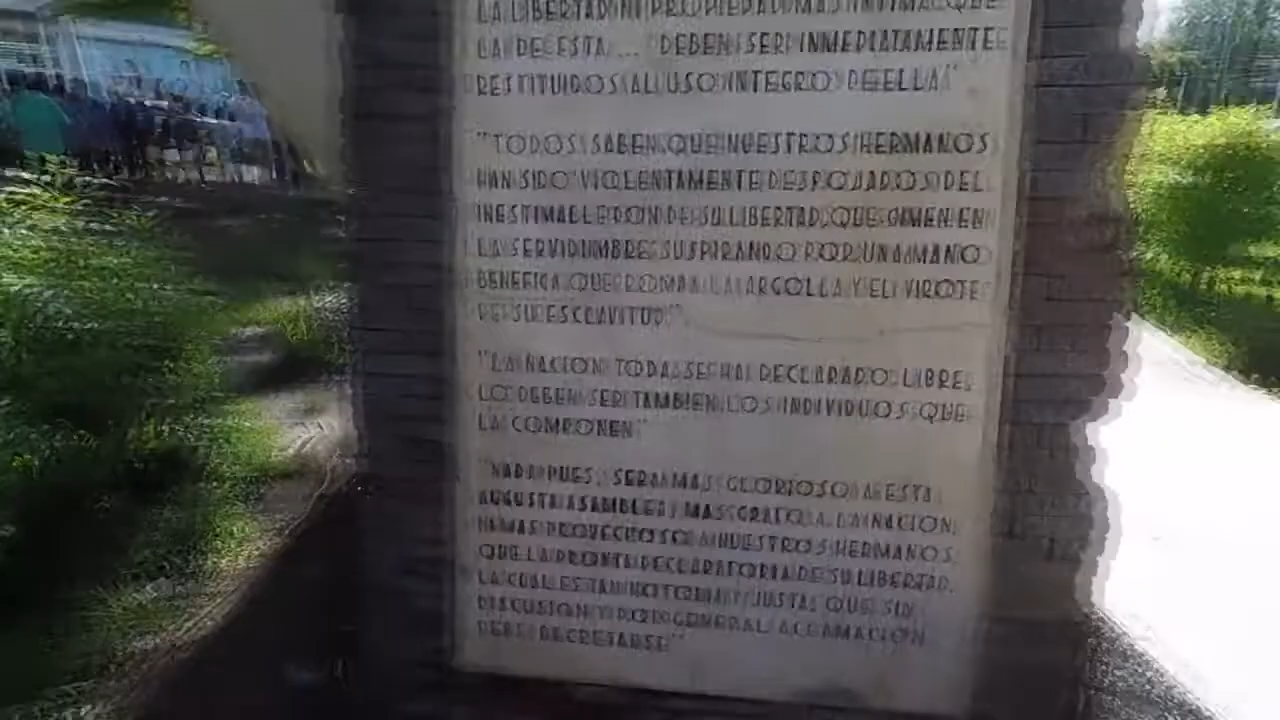 LA LIBERTAD NI PROPIEDAD MAS INTIMA QUE
LA DE ESTA ... DEBEN SER INMEDIATAMENTE
RESTITUIDOS AL USO INTEGRO DE ELLA"
"TODOS SABEN QUE NUESTROS HERMANOS
HAN SIDO VIOLENTAMENTE DESPOJADOS DEL
INESTIMABLE DON DE SU LIBERTAD, QUE GIMEN EN
LA SERVIDUMBRE SUSPIRANDO POR UNA MANO
BENEFICA QUE ROMPA LA ARGOLLA Y EL VIROTE
DE SU ESCLAVITUD".
"LA NACION TODA SE HA DECLARADO LIBRE
LO DEBEN SER TAMBIEN LOS INDIVIDUOS QUE
LA COMPONEN"
"NADA PUES, SERA MAS GLORIOSO A ESTA
AUGUSTA ASAMBLEA, MAS GRATO A LA NACION,
NI MAS PROVECHOSO A NUESTROS HERMANOS,
QUE LA PRONTA DECLARATORIA DE SU LIBERTAD,
LA CUAL ES TAN NOTORIA Y JUSTA, QUE SIN
DISCUSION Y POR GENERAL ACLAMACION
DEBE DECRETARSE"